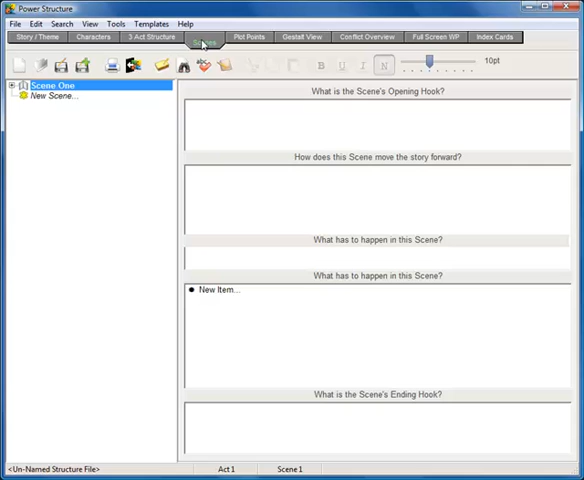 Power Structure
File Edit Search View Tools Templates Help
Story / Theme Characters 3 Act Structure Scenes Plot Points Gestalt View Conflict Overview Full Screen WP Index Cards
B U I N 10pt
Scene One
New Scene...
What is the Scene's Opening Hook?
How does this Scene move the story forward?
What has to happen in this Scene?
What has to happen in this Scene?
New Item...
What is the Scene's Ending Hook?
<Un-Named Structure File> Act 1 Scene 1